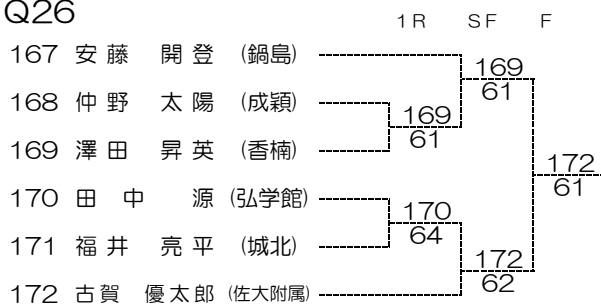 Q26
1R SF F
167 安藤 開登 (鍋島)
169
61
168 仲野 太陽 (成穎)
169
61
169 澤田 昇英 (香楠)
172
61
170 田中 源 (弘学館)
170
64
171 福井 亮平 (城北)
172
62
172 古賀 優太郎 (佐大附属)